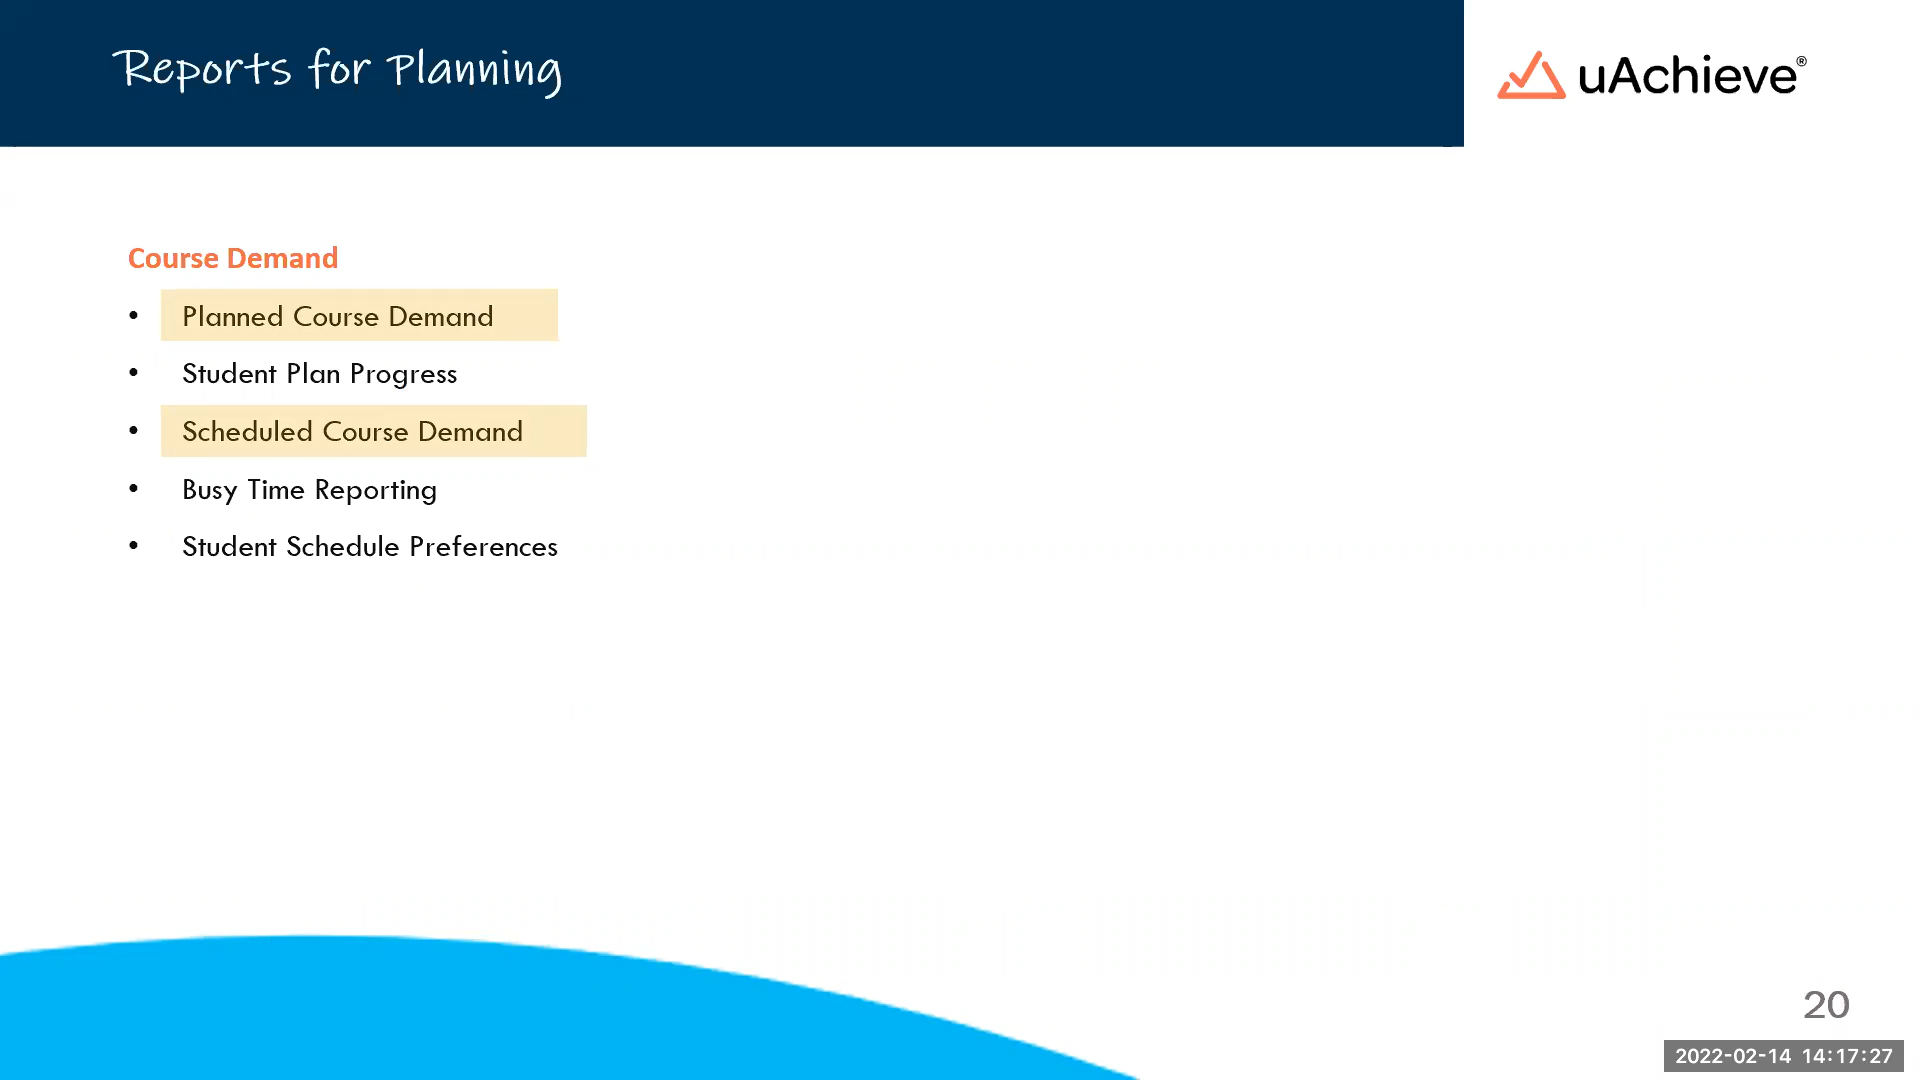 Reports for Planning
uAchieve®
Course Demand
• Planned Course Demand
• Student Plan Progress
• Scheduled Course Demand
• Busy Time Reporting
• Student Schedule Preferences
20
2022-02-14 14:17:27